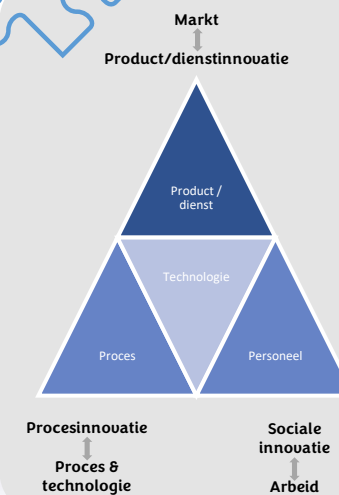 Markt
Product/dienstinnovatie
Product /
dienst
Technologie
Proces
Personeel
Procesinnovatie
Proces &
technologie
Sociale
innovatie
Arbeid